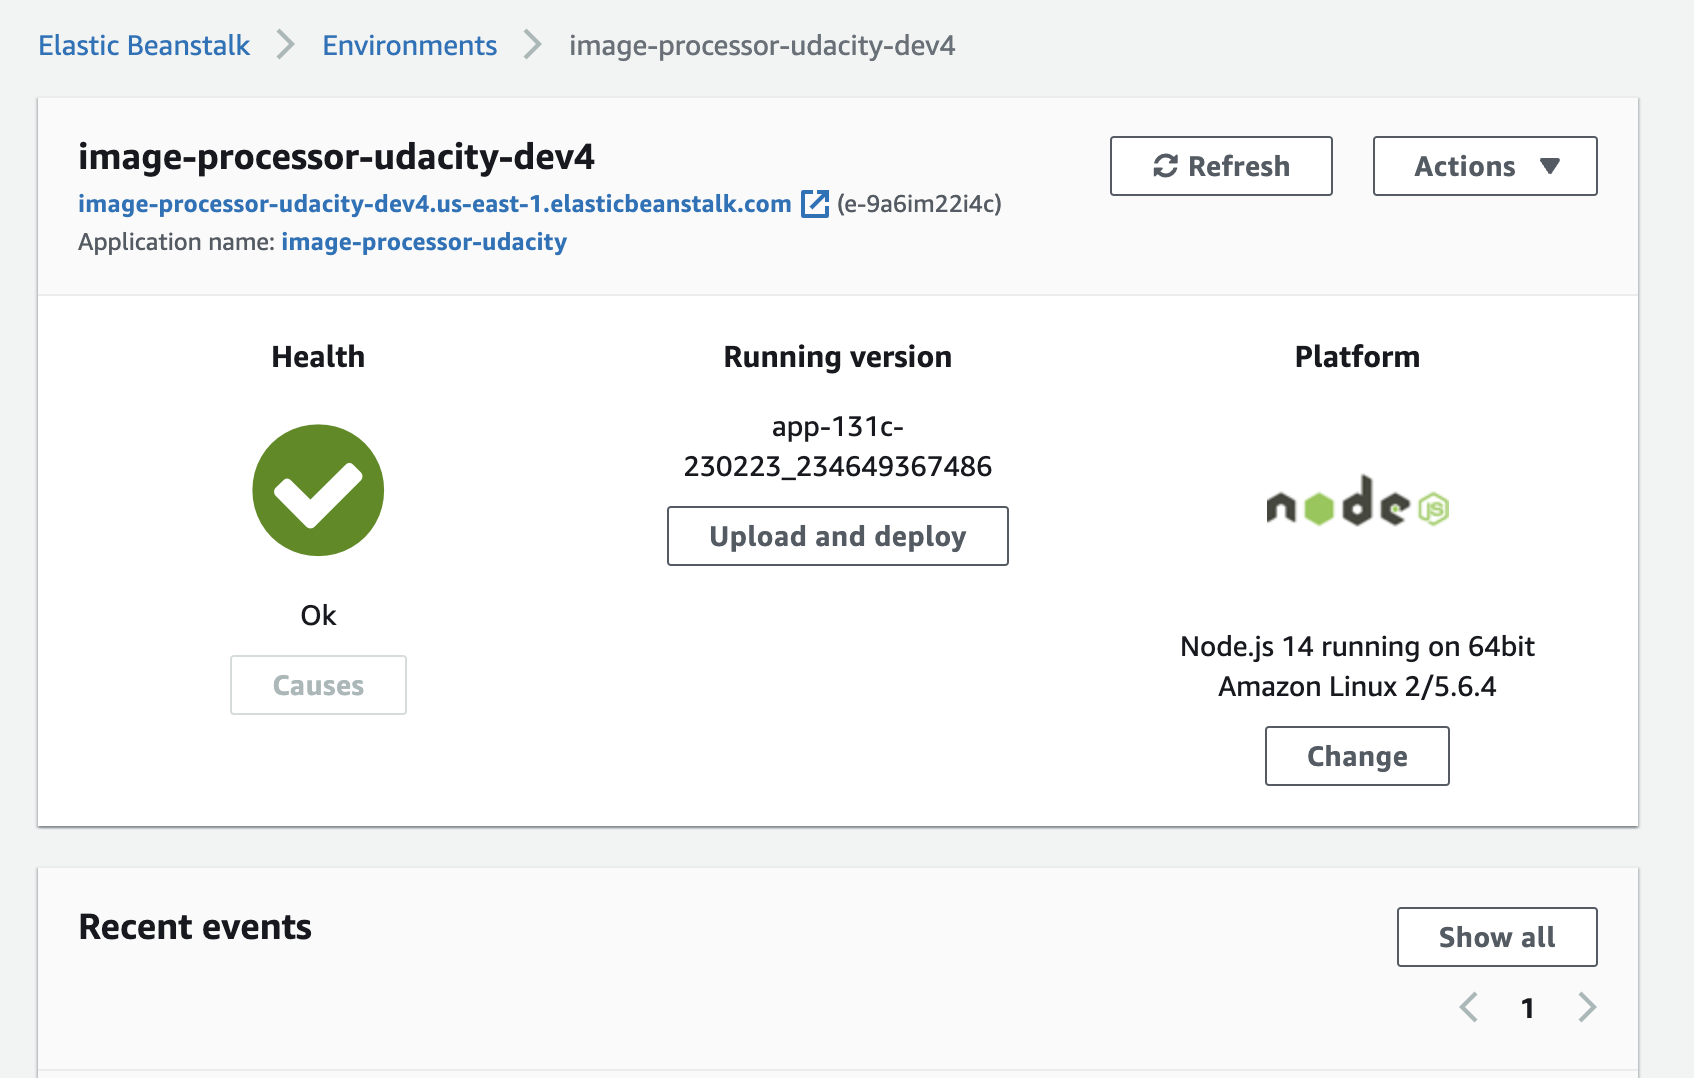 Elastic Beanstalk > Environments > image-processor-udacity-dev4
image-processor-udacity-dev4
Refresh
Actions
image-processor-udacity-dev4.us-east-1.elasticbeanstalk.com (e-9a6im22i4c)
Application name: image-processor-udacity
Health
Ok
Causes
Running version
app-131c-
230223_234649367486
Upload and deploy
Platform
node JS
Node.js 14 running on 64bit
Amazon Linux 2/5.6.4
Change
Recent events
Show all
< 1 >